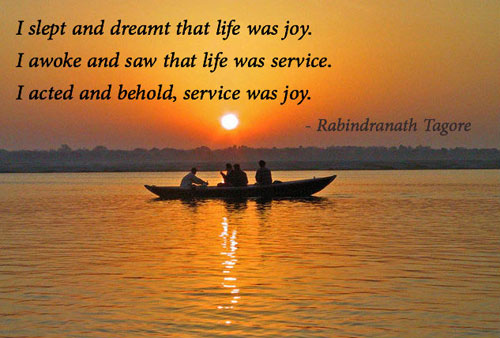 I slept and dreamt that life was joy.
I awoke and saw that life was service.
I acted and behold, service was joy.
- Rabindranath Tagore